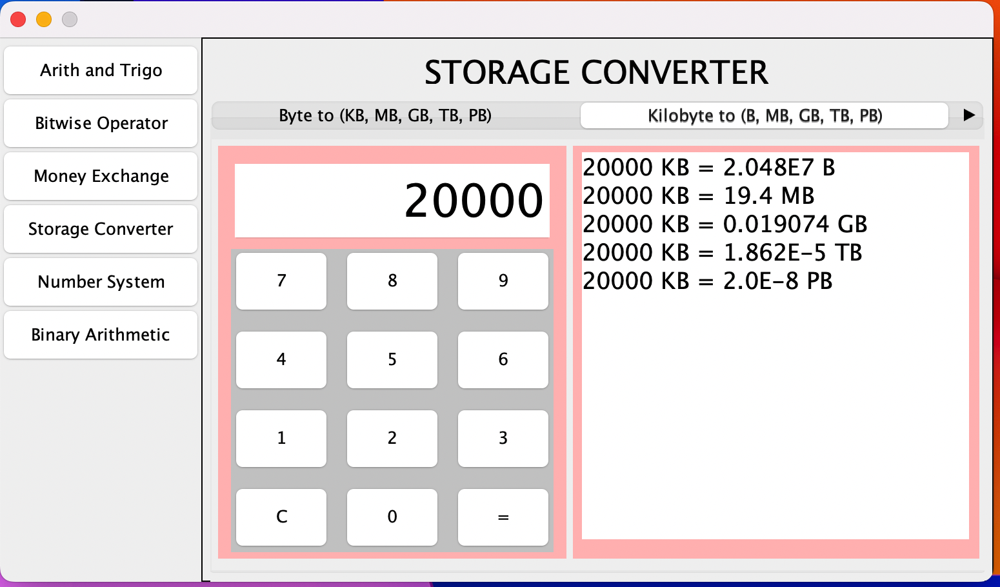 Arith and Trigo
Bitwise Operator
Money Exchange
Storage Converter
Number System
Binary Arithmetic
STORAGE CONVERTER
Byte to (KB, MB, GB, TB, PB)
Kilobyte to (B, MB, GB, TB, PB)
20000
7 8 9
4 5 6
1 2 3
C 0 =
20000 KB = 2.048E7 B
20000 KB = 19.4 MB
20000 KB = 0.019074 GB
20000 KB = 1.862E-5 TB
20000 KB = 2.0E-8 PB